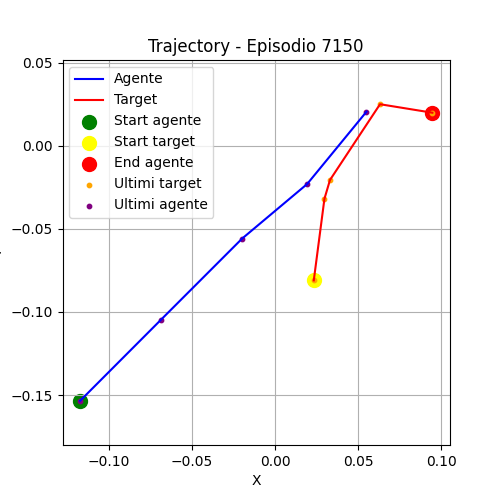 Trajectory - Episodio 7150
Agente
Target
Start agente
Start target
End agente
Ultimi target
Ultimi agente
0.05
0.00
−0.05
−0.10
−0.15
−0.10
−0.05
0.00
0.05
0.10
X